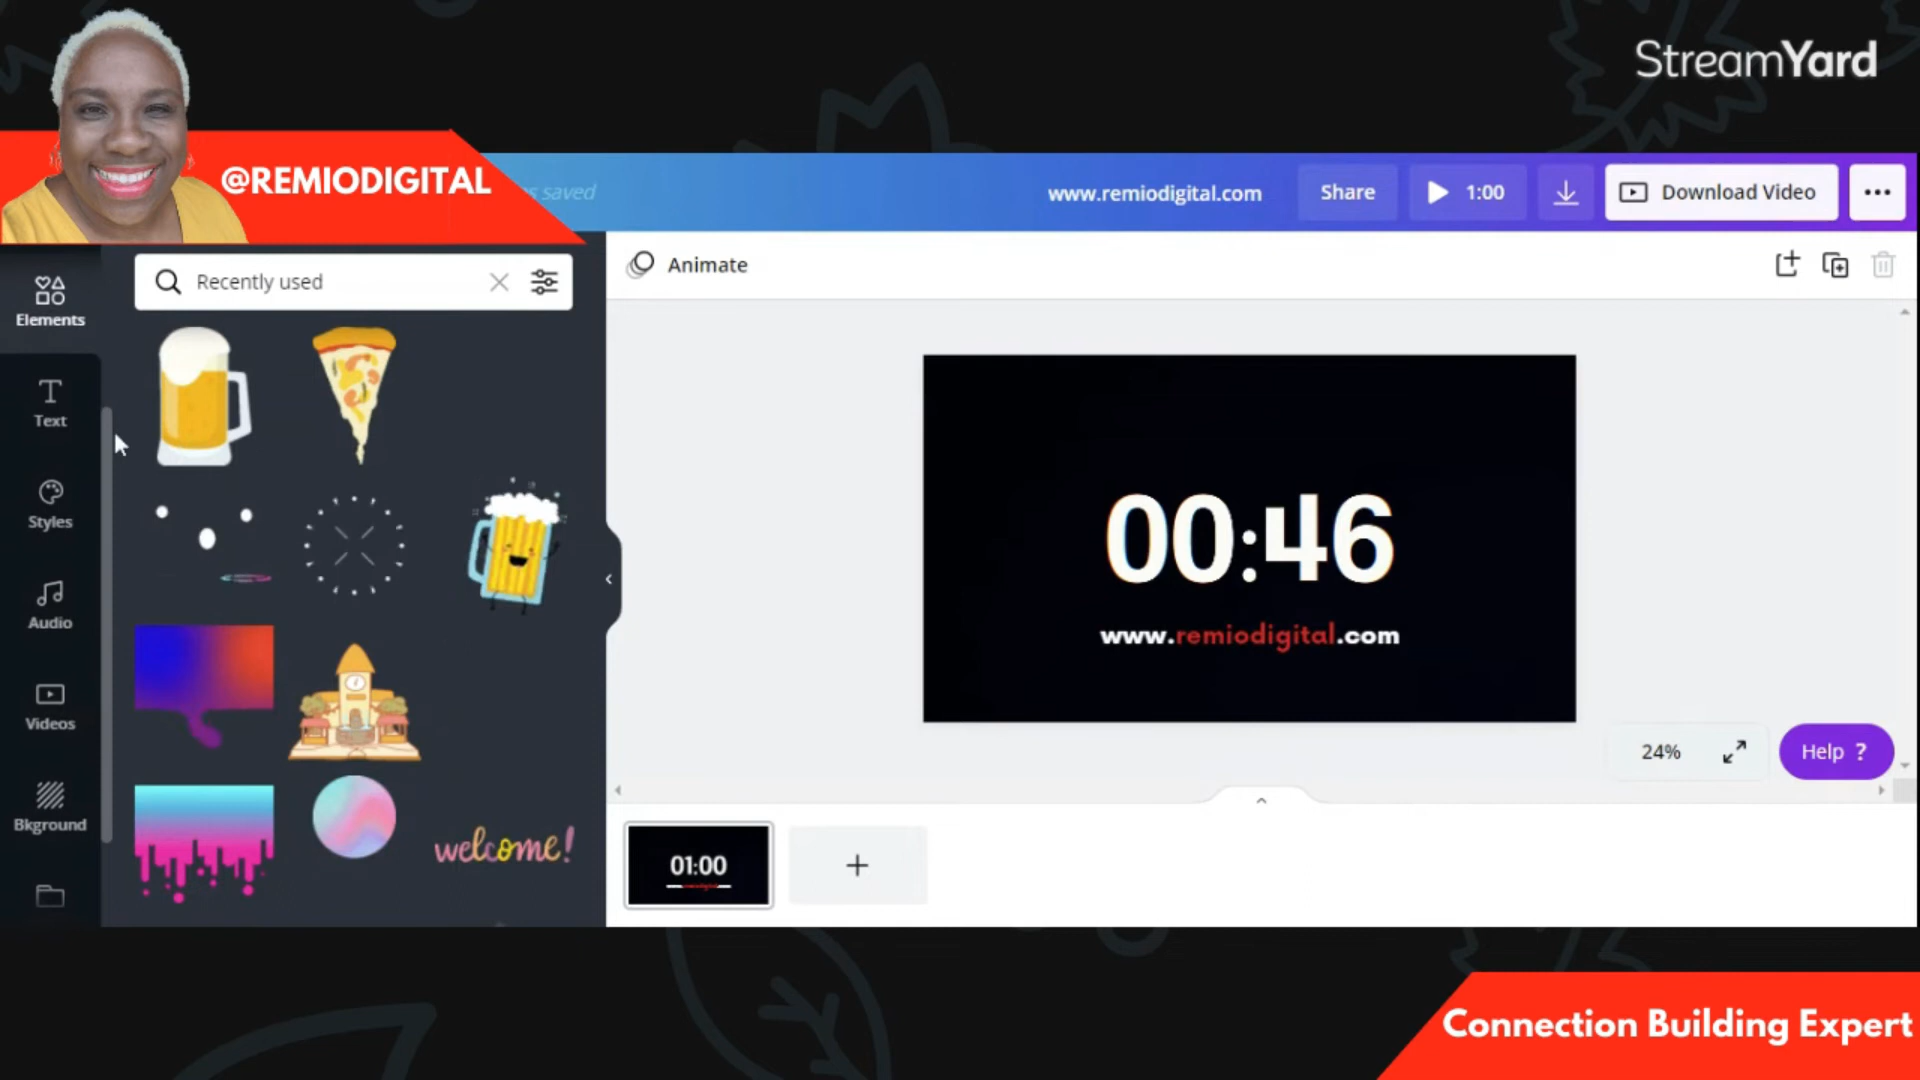 StreamYard
@REMIODIGITAL
s saved
www.remiodigital.com
Share
1:00
Download Video
Recently used
Animate
Elements
Text
Styles
Audio
Videos
Bkground
welcome!
00:46
www.remiodigital.com
24%
Help ?
01:00
Connection Building Expert